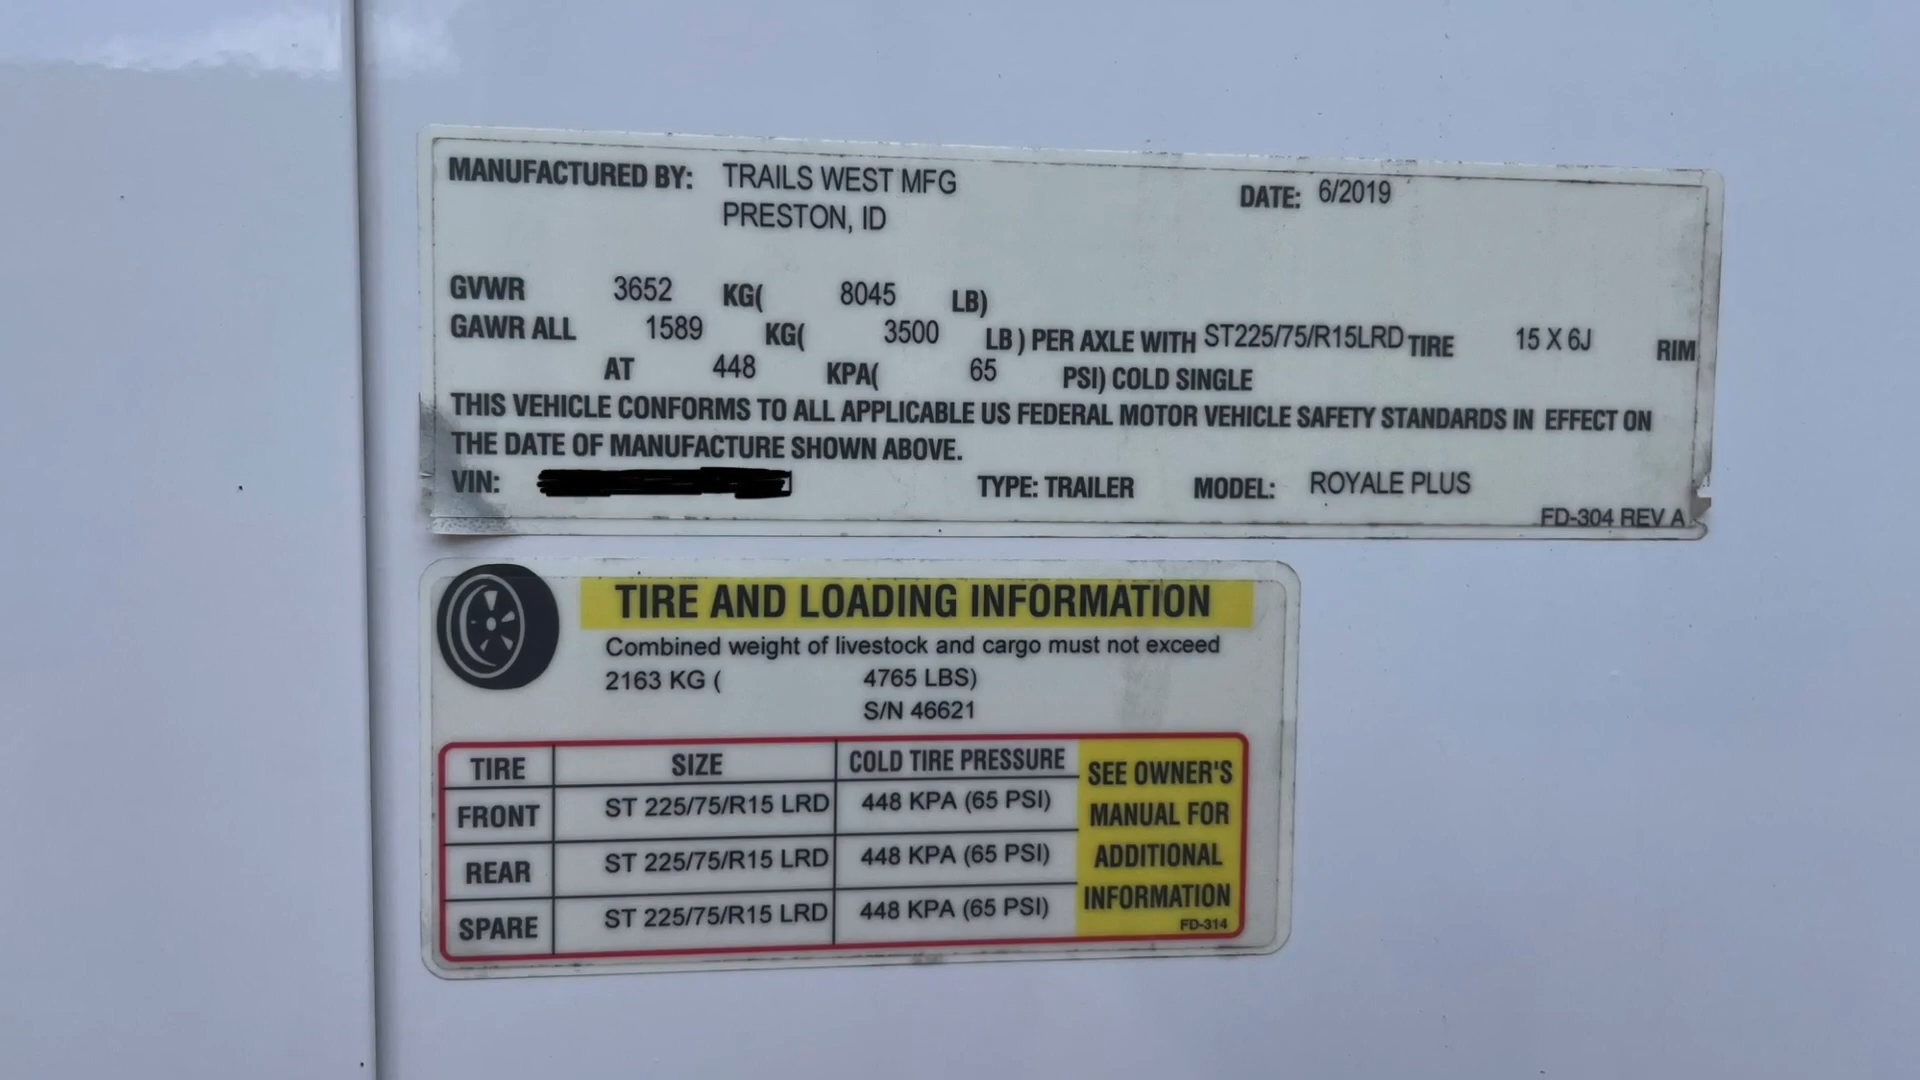 MANUFACTURED BY: TRAILS WEST MFG DATE: 6/2019
PRESTON, ID
GVWR 3652 KG( 8045 LB)
GAWR ALL 1589 KG( 3500 LB ) PER AXLE WITH ST225/75/R15LRD TIRE 15 X 6J RIM
AT 448 KPA( 65 PSI) COLD SINGLE
THIS VEHICLE CONFORMS TO ALL APPLICABLE US FEDERAL MOTOR VEHICLE SAFETY STANDARDS IN EFFECT ON
THE DATE OF MANUFACTURE SHOWN ABOVE.
VIN: TYPE: TRAILER MODEL: ROYALE PLUS
FD-304 REV A
TIRE AND LOADING INFORMATION
Combined weight of livestock and cargo must not exceed
2163 KG ( 4765 LBS)
S/N 46621
TIRE SIZE COLD TIRE PRESSURE
FRONT ST 225/75/R15 LRD 448 KPA (65 PSI)
REAR ST 225/75/R15 LRD 448 KPA (65 PSI)
SPARE ST 225/75/R15 LRD 448 KPA (65 PSI)
SEE OWNER'S
MANUAL FOR
ADDITIONAL
INFORMATION
FD-314